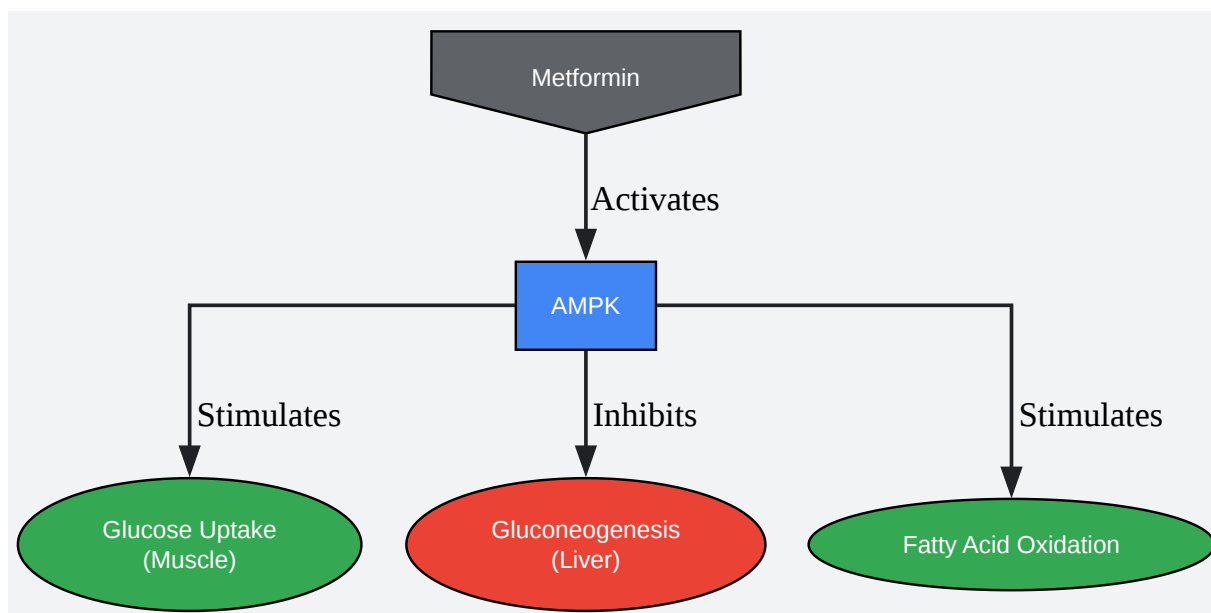 Metformin
Activates
AMPK
Stimulates
Inhibits
Stimulates
Glucose Uptake
(Muscle)
Gluconeogenesis
(Liver)
Fatty Acid Oxidation